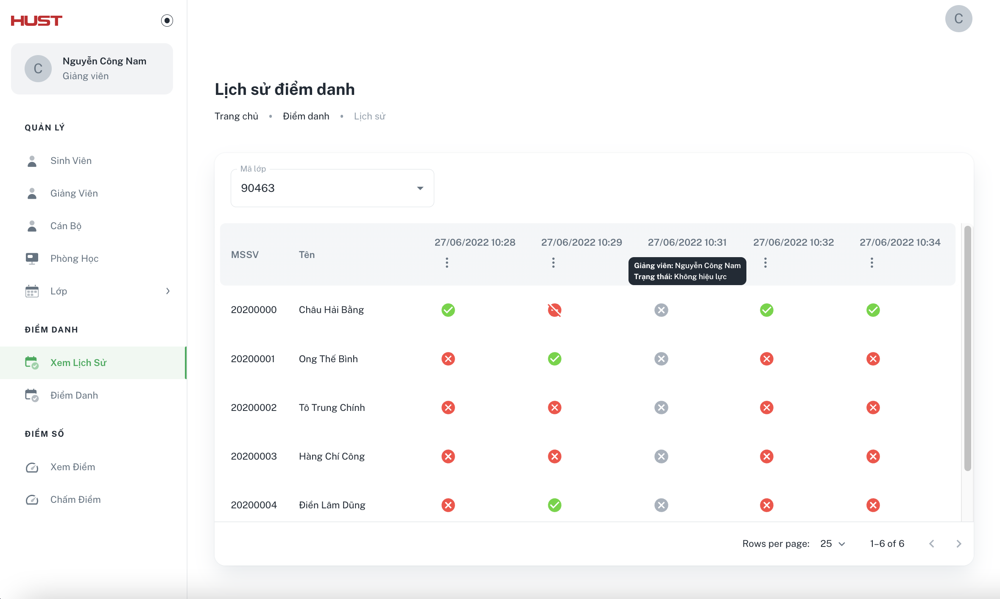 HUST
C
C
Nguyễn Công Nam
Giảng viên
QUẢN LÝ
Sinh Viên
Giảng Viên
Cán Bộ
Phòng Học
Lớp
ĐIỂM DANH
Xem Lịch Sử
Điểm Danh
ĐIỂM SỐ
Xem Điểm
Chấm Điểm
Lịch sử điểm danh
Trang chủ • Điểm danh • Lịch sử
Mã lớp
90463
MSSV Tên 27/06/2022 10:28 27/06/2022 10:29 27/06/2022 10:31 27/06/2022 10:32 27/06/2022 10:34
Giảng viên: Nguyễn Công Nam
Trạng thái: Không hiệu lực
20200000 Châu Hải Bằng
20200001 Ong Thế Bình
20200002 Tô Trung Chính
20200003 Hàng Chí Công
20200004 Điền Lâm Dũng
Rows per page: 25 1–6 of 6